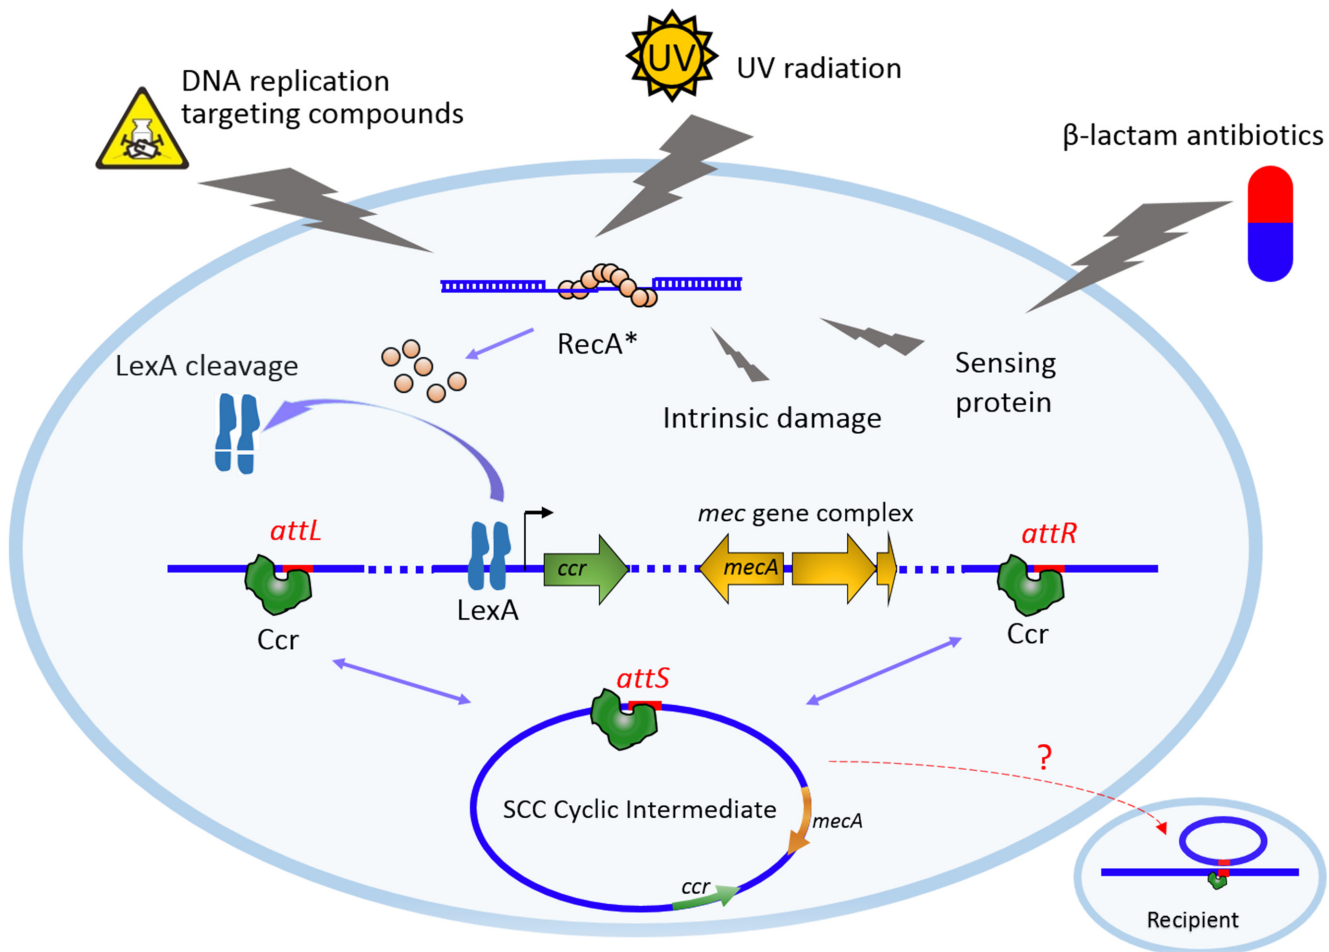 UV
UV radiation
DNA replication
targeting compounds
β-lactam antibiotics
RecA*
LexA cleavage
Sensing
protein
Intrinsic damage
mec gene complex
attL
attR
ccr
mecA
LexA
Ccr
Ccr
attS
?
SCC Cyclic Intermediate
mecA
ccr
Recipient